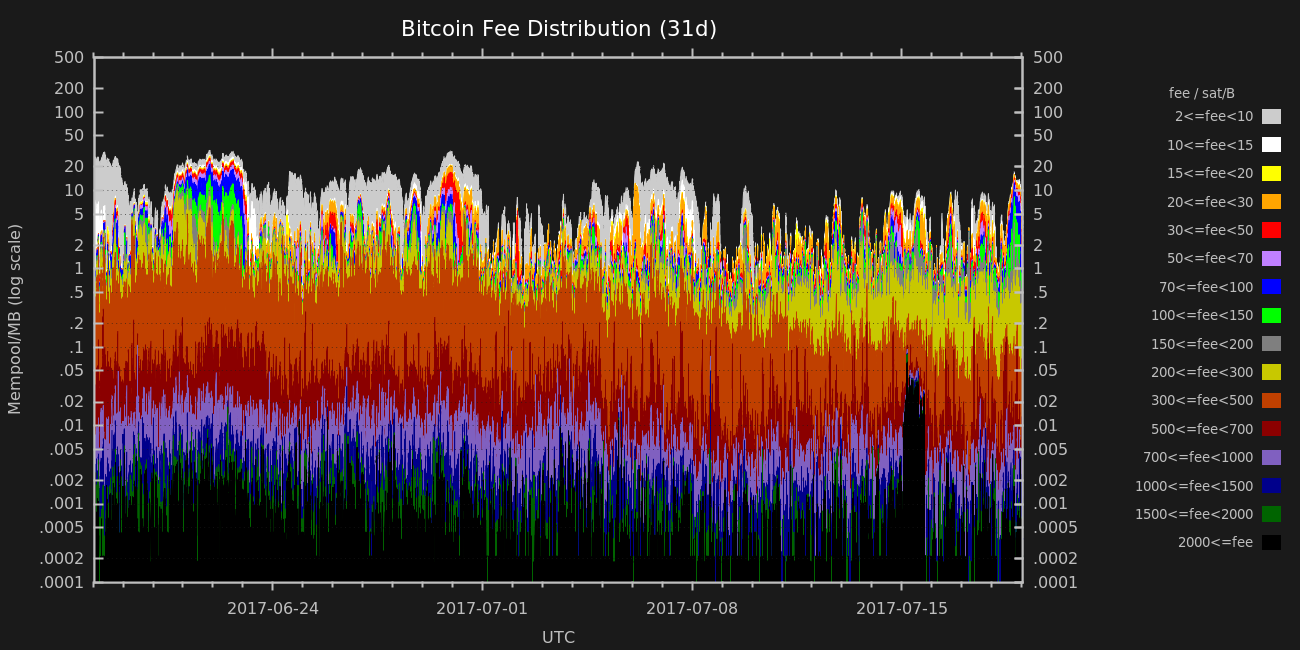 Bitcoin Fee Distribution (31d)
500
200
100
50
20
10
5
2
1
.5
.2
.1
.05
.02
.01
.005
.002
.001
.0005
.0002
.0001
Mempool/MB (log scale)
500
200
100
50
20
10
5
2
1
.5
.2
.1
.05
.02
.01
.005
.002
.001
.0005
.0002
.0001
2017-06-24
2017-07-01
2017-07-08
2017-07-15
UTC
fee / sat/B
2<=fee<10
10<=fee<15
15<=fee<20
20<=fee<30
30<=fee<50
50<=fee<70
70<=fee<100
100<=fee<150
150<=fee<200
200<=fee<300
300<=fee<500
500<=fee<700
700<=fee<1000
1000<=fee<1500
1500<=fee<2000
2000<=fee